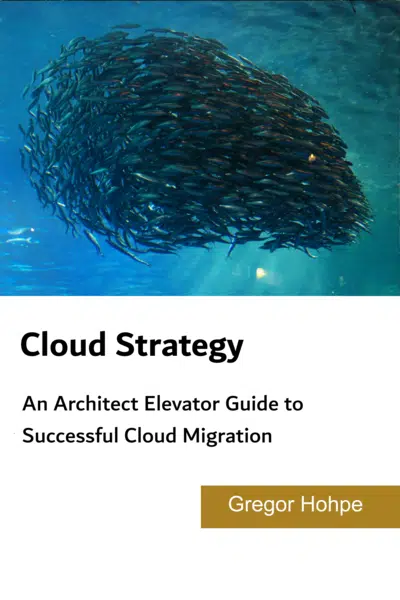 Cloud Strategy
An Architect Elevator Guide to
Successful Cloud Migration
Gregor Hohpe